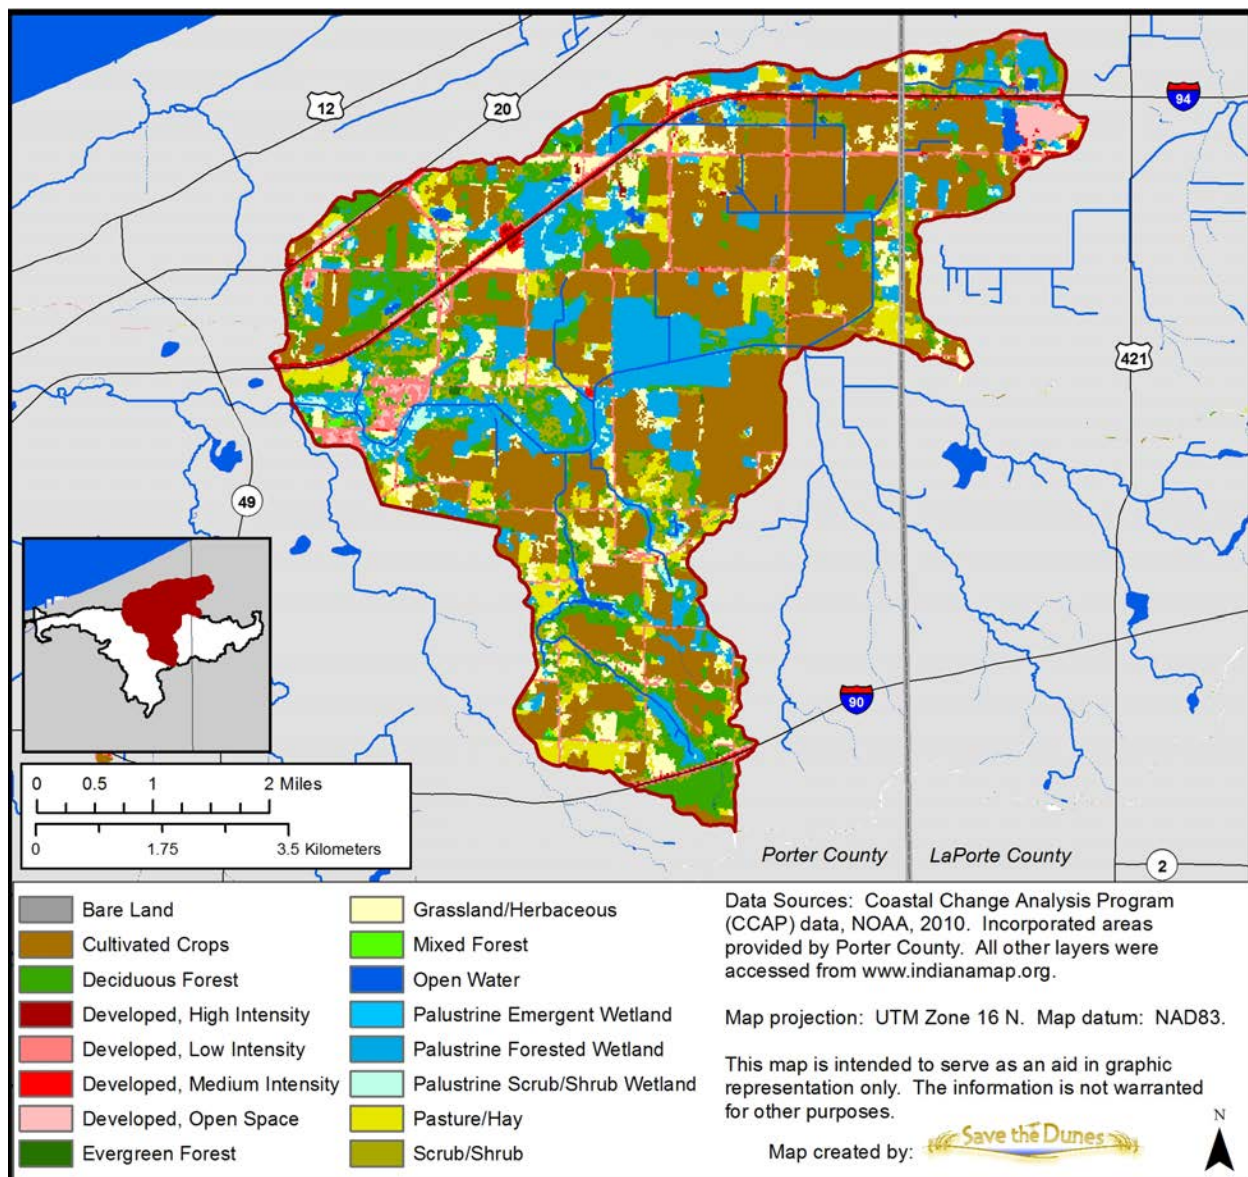 12
20
94
421
49
90
2
0 0.5 1 2 Miles
0 1.75 3.5 Kilometers
Porter County
LaPorte County
Bare Land
Cultivated Crops
Deciduous Forest
Developed, High Intensity
Developed, Low Intensity
Developed, Medium Intensity
Developed, Open Space
Evergreen Forest
Grassland/Herbaceous
Mixed Forest
Open Water
Palustrine Emergent Wetland
Palustrine Forested Wetland
Palustrine Scrub/Shrub Wetland
Pasture/Hay
Scrub/Shrub
Data Sources: Coastal Change Analysis Program
(CCAP) data, NOAA, 2010. Incorporated areas
provided by Porter County. All other layers were
accessed from www.indianamap.org.
Map projection: UTM Zone 16 N. Map datum: NAD83.
This map is intended to serve as an aid in graphic
representation only. The information is not warranted
for other purposes.
Map created by:
Save the Dunes
N